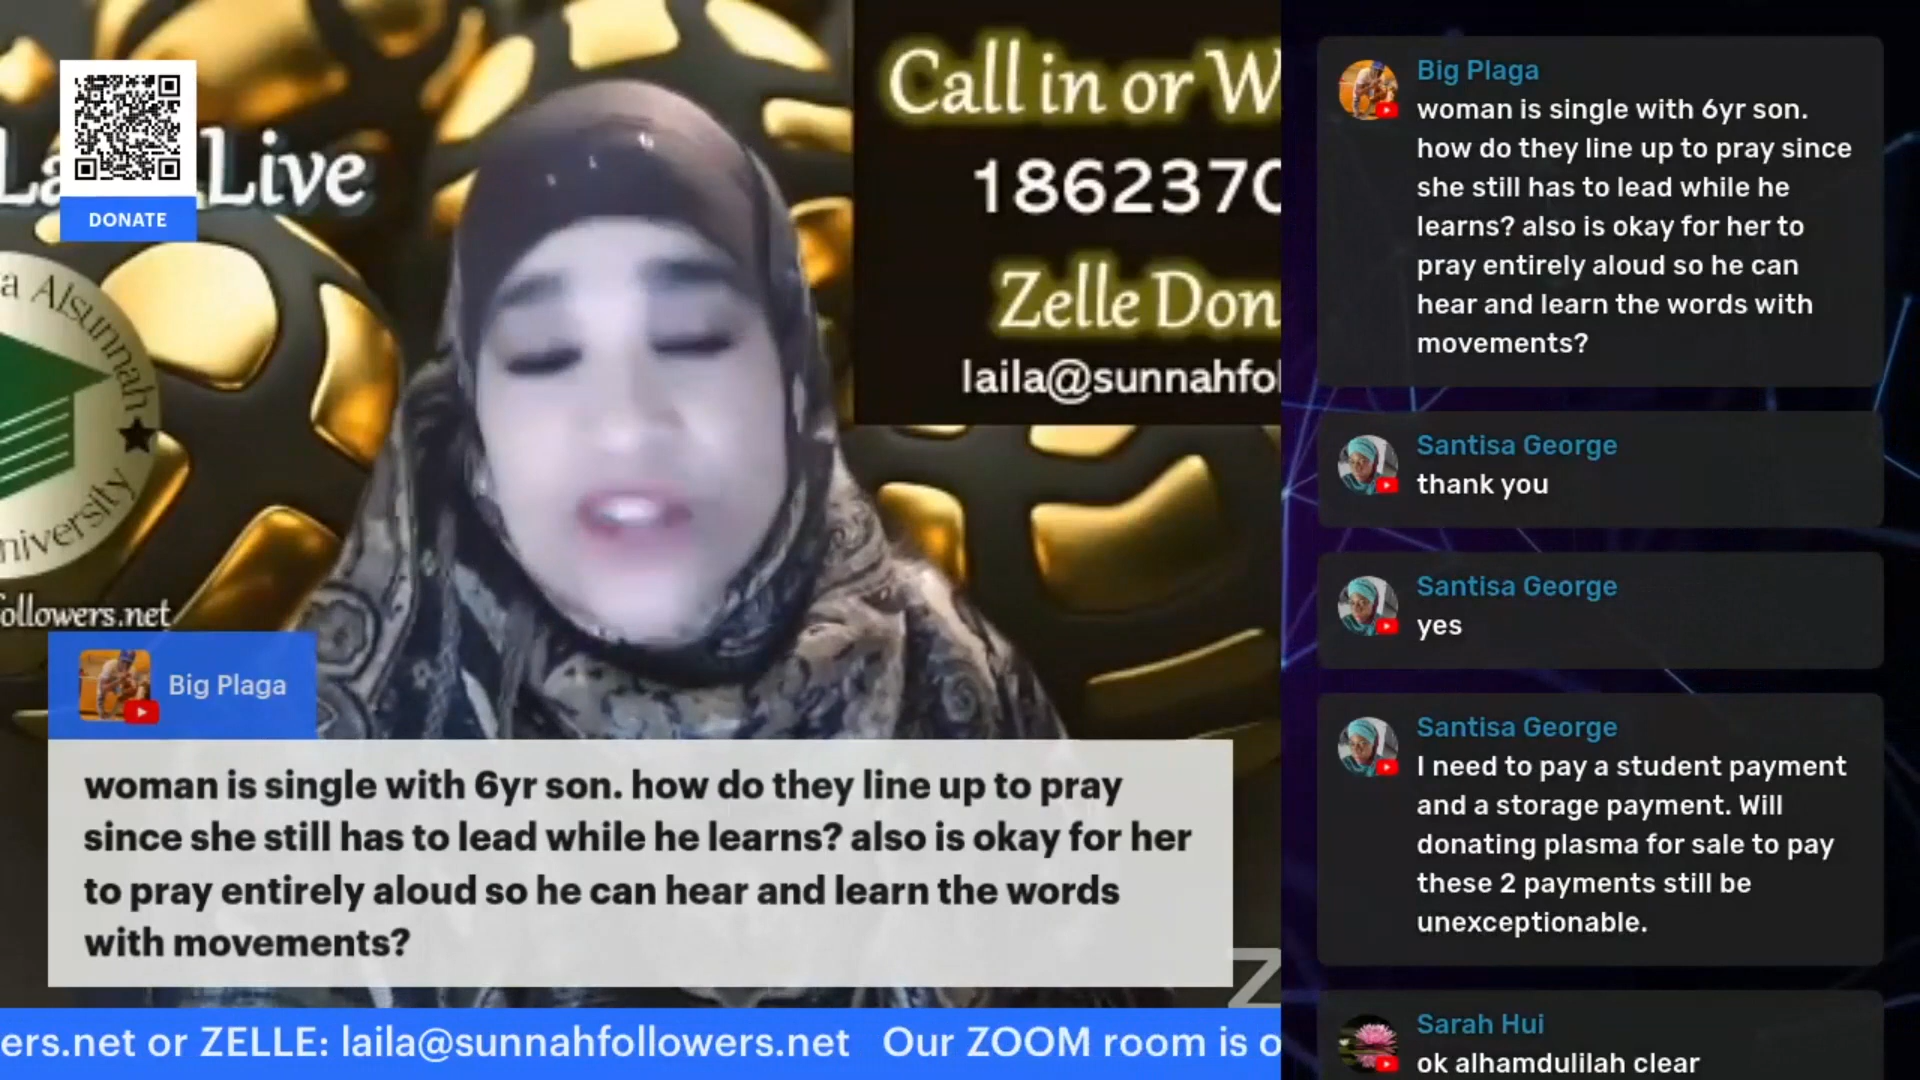 Call in or W
1862370
Zelle Don
laila@sunnahfo
Live
DONATE
a Alsunnah
niversity
ollowers.net
Big Plaga
woman is single with 6yr son. how do they line up to pray
since she still has to lead while he learns? also is okay for her
to pray entirely aloud so he can hear and learn the words
with movements?
Z
ers.net or ZELLE: laila@sunnahfollowers.net Our ZOOM room is o
Big Plaga
woman is single with 6yr son.
how do they line up to pray since
she still has to lead while he
learns? also is okay for her to
pray entirely aloud so he can
hear and learn the words with
movements?
Santisa George
thank you
Santisa George
yes
Santisa George
I need to pay a student payment
and a storage payment. Will
donating plasma for sale to pay
these 2 payments still be
unexceptionable.
Sarah Hui
ok alhamdulilah clear